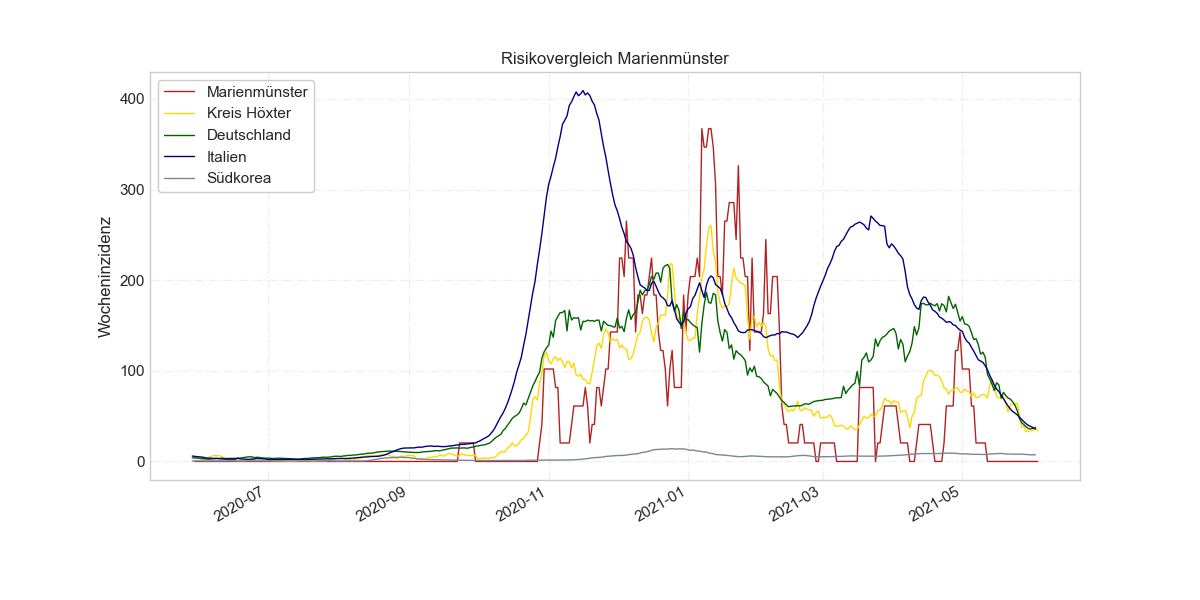 Risikovergleich Marienmünster
Marienmünster
Kreis Höxter
Deutschland
Italien
Südkorea
Wocheninzidenz
400
300
200
100
0
2020-07
2020-09
2020-11
2021-01
2021-03
2021-05